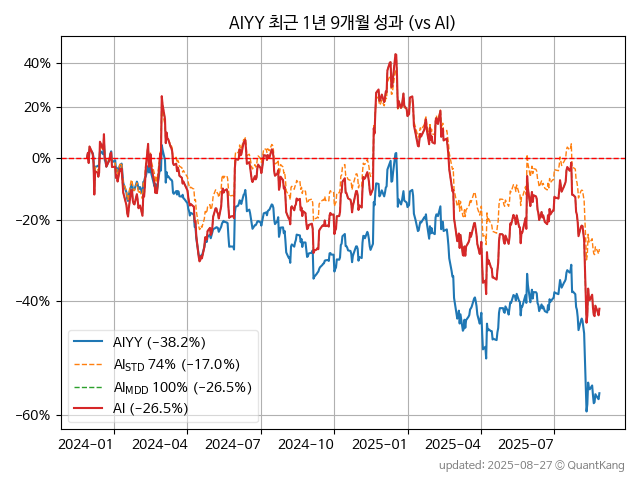 AIYY 최근 1년 9개월 성과 (vs AI)
40%
20%
0%
−20%
−40%
−60%
AIYY (−38.2%)
AISTD 74% (−17.0%)
AIMDD 100% (−26.5%)
AI (−26.5%)
2024-01 2024-04 2024-07 2024-10 2025-01 2025-04 2025-07
updated: 2025-08-27 © QuantKang